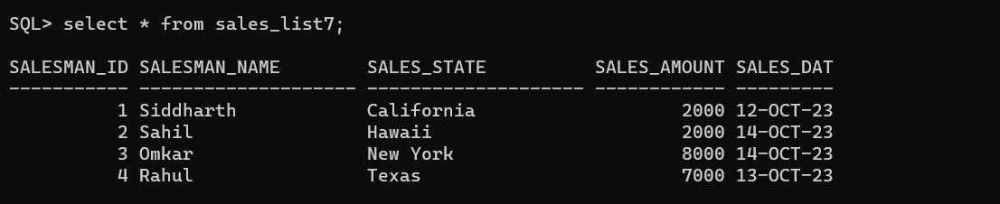 SQL> select * from sales_list7;
SALESMAN_ID SALESMAN_NAME        SALES_STATE          SALES_AMOUNT SALES_DAT
----------- -------------------- -------------------- ------------ ---------
          1 Siddharth            California                   2000 12-OCT-23
          2 Sahil                Hawaii                       2000 14-OCT-23
          3 Omkar                New York                     8000 14-OCT-23
          4 Rahul                Texas                        7000 13-OCT-23